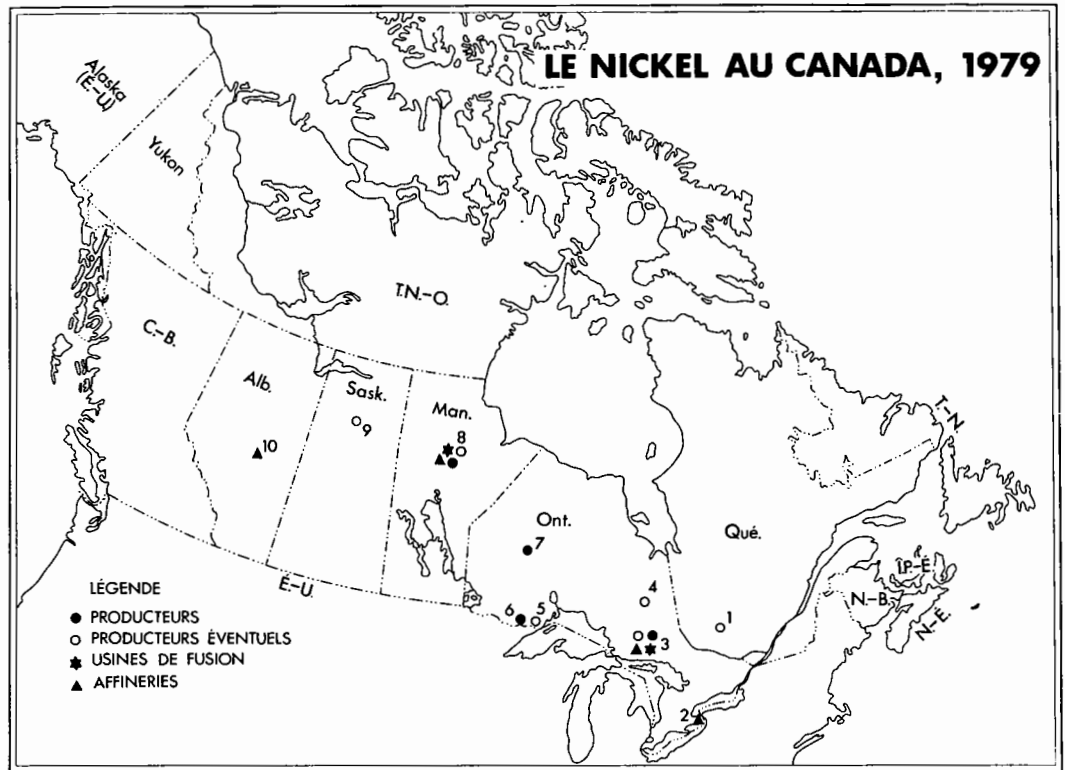 LE NICKEL AU CANADA, 1979
Alaska
(É.-U.)
Yukon
T.N.-O.
C.-B.
Alb.
Sask.
Man.
Ont.
Qué.
T.-N.
Î.P.-É
N.-B.
N.-É.
É.-U.
10
9
8
7
6
5
4
3
2
1
LÉGENDE
PRODUCTEURS
PRODUCTEURS ÉVENTUELS
USINES DE FUSION
AFFINERIES